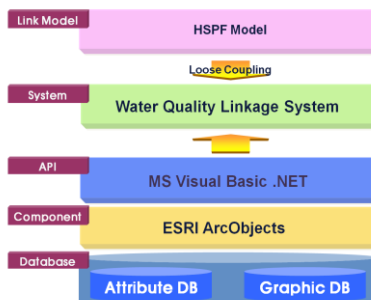 Link Model
HSPF Model
Loose Coupling
System
Water Quality Linkage System
API
MS Visual Basic .NET
Component
ESRI ArcObjects
Database
Attribute DB
Graphic DB